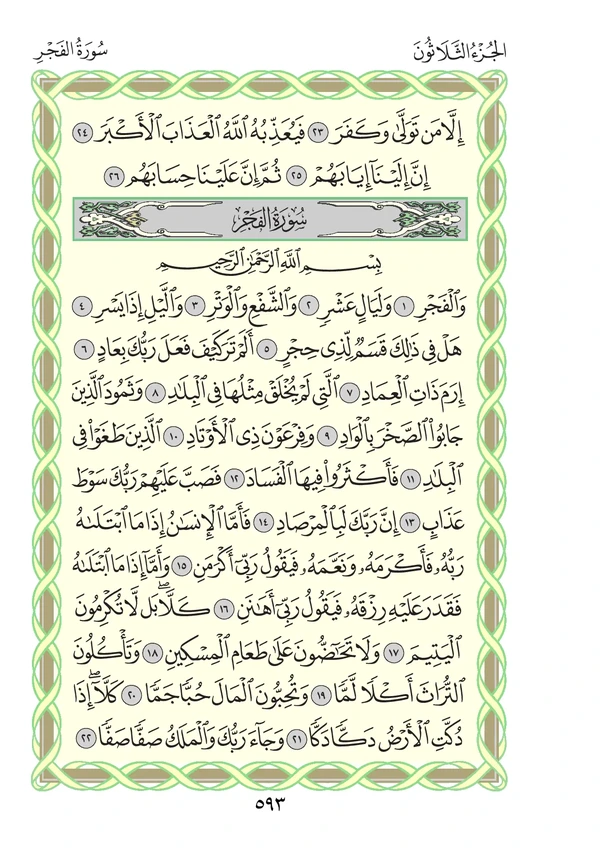 الجُزْءُ الثَّلَاثُونَ
سُورَةُ الفَجْرِ
إِلَّا مَن تَوَلَّىٰ وَكَفَرَ ٢٣ فَيُعَذِّبُهُ ٱللَّهُ ٱلْعَذَابَ ٱلْأَكْبَرَ ٢٤
إِنَّ إِلَيْنَآ إِيَابَهُمْ ٢٥ ثُمَّ إِنَّ عَلَيْنَا حِسَابَهُم ٢٦
سُورَةُ الفَجْرِ
بِسْمِ ٱللَّهِ ٱلرَّحْمَٰنِ ٱلرَّحِيمِ
وَٱلْفَجْرِ ١ وَلَيَالٍ عَشْرٍ ٢ وَٱلشَّفْعِ وَٱلْوَتْرِ ٣ وَٱلَّيْلِ إِذَا يَسْرِ ٤
هَلْ فِى ذَٰلِكَ قَسَمٌ لِّذِى حِجْرٍ ٥ أَلَمْ تَرَ كَيْفَ فَعَلَ رَبُّكَ بِعَادٍ ٦
إِرَمَ ذَاتِ ٱلْعِمَادِ ٧ ٱلَّتِى لَمْ يُخْلَقْ مِثْلُهَا فِى ٱلْبِلَٰدِ ٨ وَثَمُودَ ٱلَّذِينَ
جَابُوا۟ ٱلصَّخْرَ بِٱلْوَادِ ٩ وَفِرْعَوْنَ ذِى ٱلْأَوْتَادِ ١٠ ٱلَّذِينَ طَغَوْا۟ فِى
ٱلْبِلَٰدِ ١١ فَأَكْثَرُوا۟ فِيهَا ٱلْفَسَادَ ١٢ فَصَبَّ عَلَيْهِمْ رَبُّكَ سَوْطَ
عَذَابٍ ١٣ إِنَّ رَبَّكَ لَبِٱلْمِرْصَادِ ١٤ فَأَمَّا ٱلْإِنسَٰنُ إِذَا مَا ٱبْتَلَىٰهُ
رَبُّهُۥ فَأَكْرَمَهُۥ وَنَعَّمَهُۥ فَيَقُولُ رَبِّىٓ أَكْرَمَنِ ١٥ وَأَمَّآ إِذَا مَا ٱبْتَلَىٰهُ
فَقَدَرَ عَلَيْهِ رِزْقَهُۥ فَيَقُولُ رَبِّىٓ أَهَٰنَنِ ١٦ كَلَّا ۖ بَل لَّا تُكْرِمُونَ
ٱلْيَتِيمَ ١٧ وَلَا تَحَٰٓضُّونَ عَلَىٰ طَعَامِ ٱلْمِسْكِينِ ١٨ وَتَأْكُلُونَ
ٱلتُّرَاثَ أَكْلًا لَّمًّا ١٩ وَتُحِبُّونَ ٱلْمَالَ حُبًّا جَمًّا ٢٠ كَلَّآ ۖ إِذَا
دُكَّتِ ٱلْأَرْضُ دَكًّا دَكًّا ٢١ وَجَآءَ رَبُّكَ وَٱلْمَلَكُ صَفًّا صَفًّا ٢٢
٥٩٣